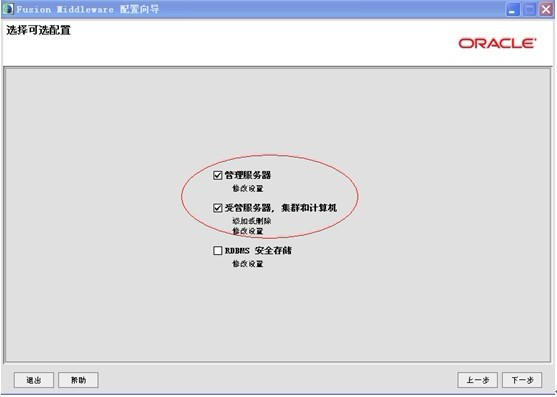 Fusion Middleware 配置向导
选择可选配置
ORACLE
管理服务器
修改设置
受管服务器, 集群和计算机
添加或删除
修改设置
RDBMS 安全存储
修改设置
退出
帮助
上一步
下一步